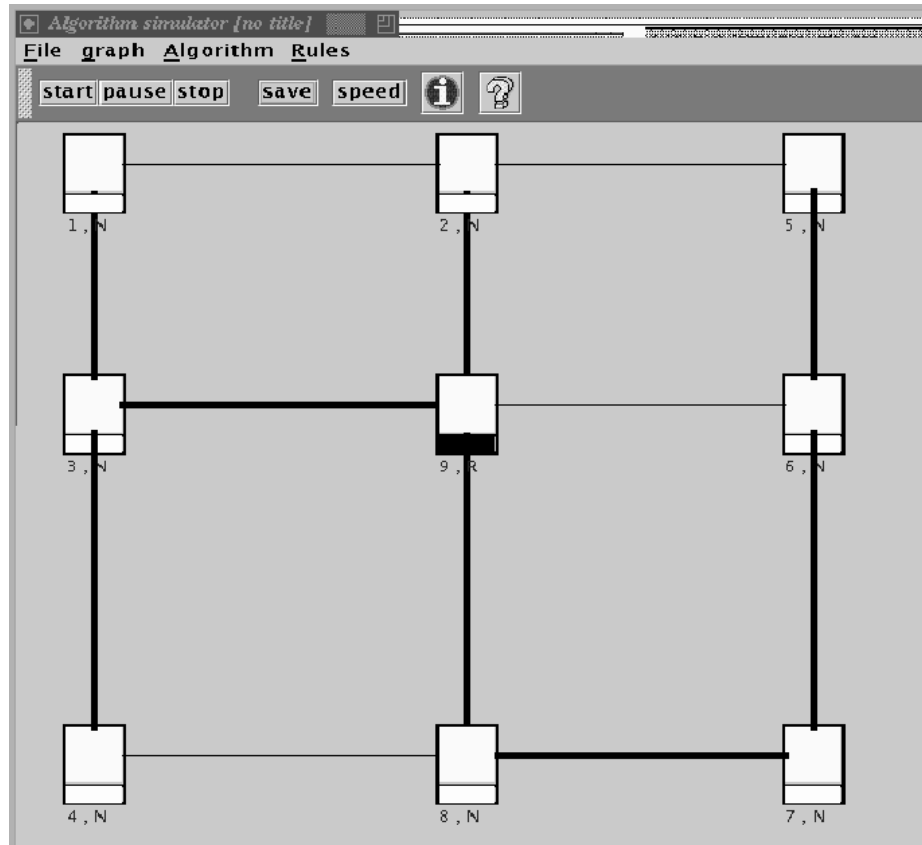 Algorithm simulator [no title]
File graph Algorithm Rules
start pause stop save speed i ?
1 , N 2 , N 5 , N
3 , N 9 , R 6 , N
4 , N 8 , N 7 , N